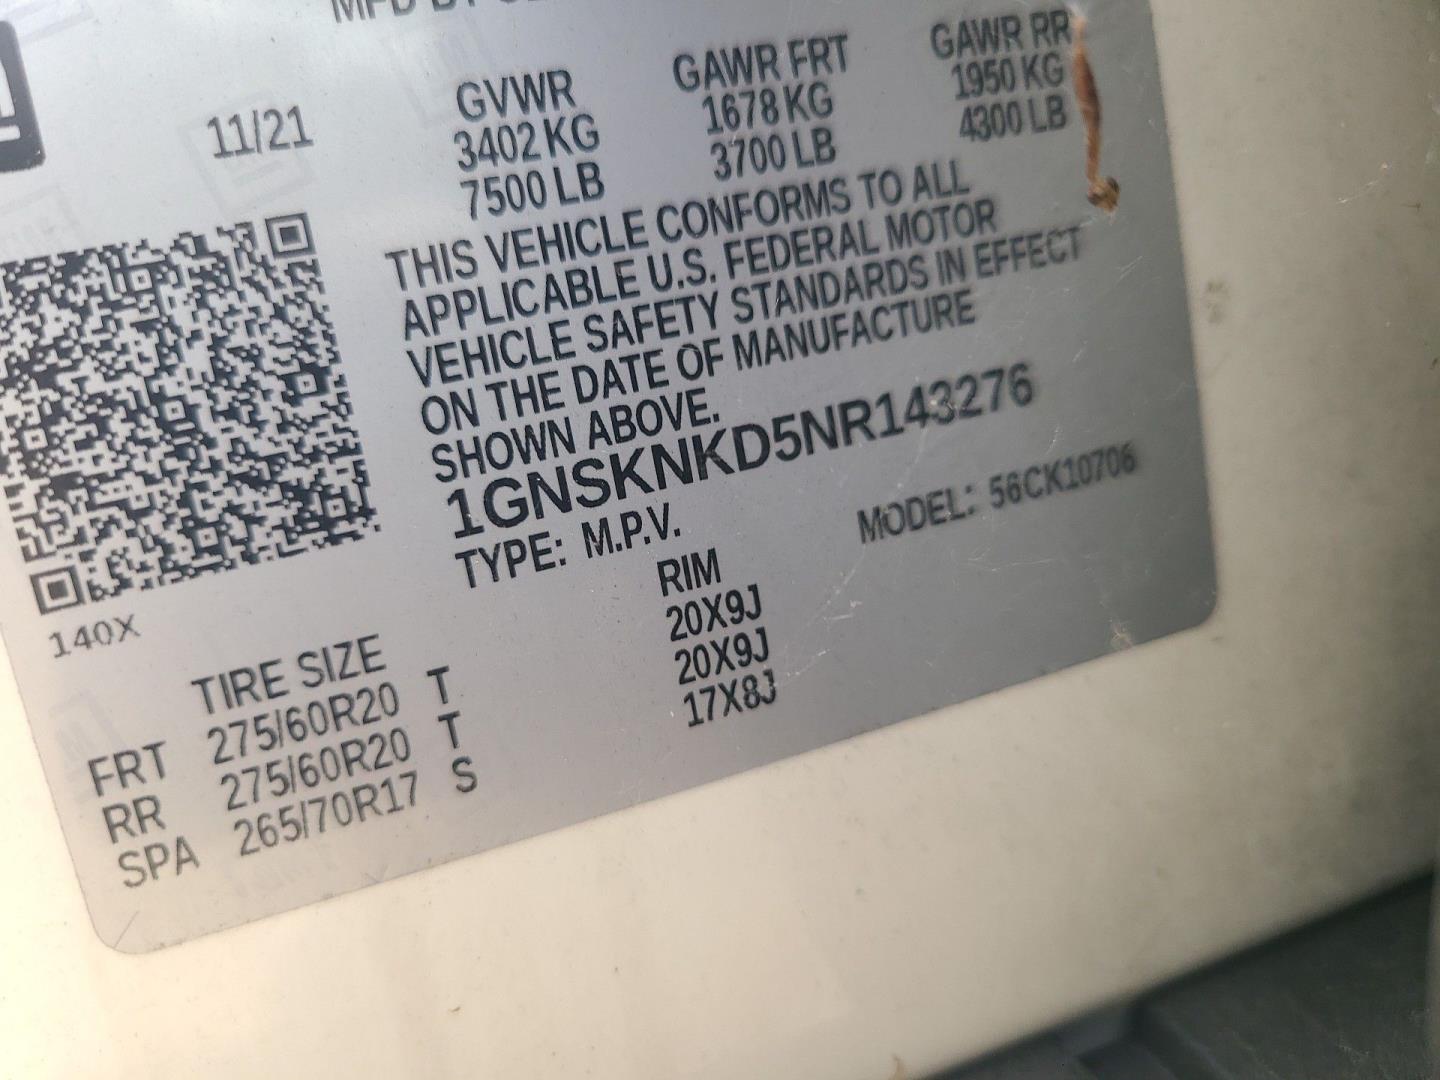 MFD BY
11/21
GVWR GAWR FRT GAWR RR
3402 KG 1678 KG 1950 KG
7500 LB 3700 LB 4300 LB
THIS VEHICLE CONFORMS TO ALL
APPLICABLE U.S. FEDERAL MOTOR
VEHICLE SAFETY STANDARDS IN EFFECT
ON THE DATE OF MANUFACTURE
SHOWN ABOVE.
1GNSKNKD5NR143276
TYPE: M.P.V. MODEL: 56CK10706
140X
TIRE SIZE RIM
FRT 275/60R20 T 20X9J
RR 275/60R20 T 20X9J
SPA 265/70R17 S 17X8J